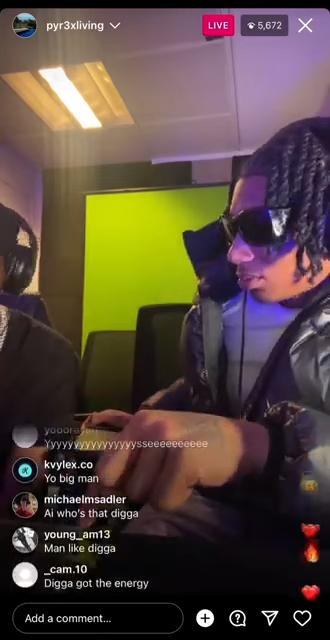 pyr3xliving
LIVE
5,672
Yyyyyyyyyyyyyyyyysseeeeeeeeee
kvylex.co
Yo big man
michaelmsadler
Ai who's that digga
young_am13
Man like digga
_cam.10
Digga got the energy
Add a comment...